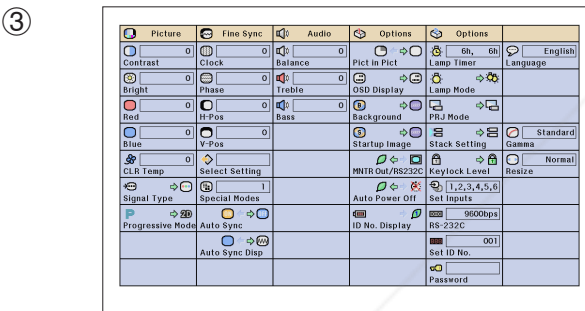 3
Picture Fine Sync Audio Options Options
0 0 0 6h, 6h English
Contrast Clock Balance Pict in Pict Lamp Timer Language
0 0 0
Bright Phase Treble OSD Display Lamp Mode
0 0 0
Red H-Pos Bass Background PRJ Mode
0 0 Standard
Blue V-Pos Startup Image Stack Setting Gamma
0 Normal
CLR Temp Select Setting MNTR Out/RS232C Keylock Level Resize
1 1,2,3,4,5,6
Signal Type Special Modes Auto Power Off Set Inputs
9600bps
Progressive Mode Auto Sync ID No. Display RS-232C
001
Auto Sync Disp Set ID No.
Password